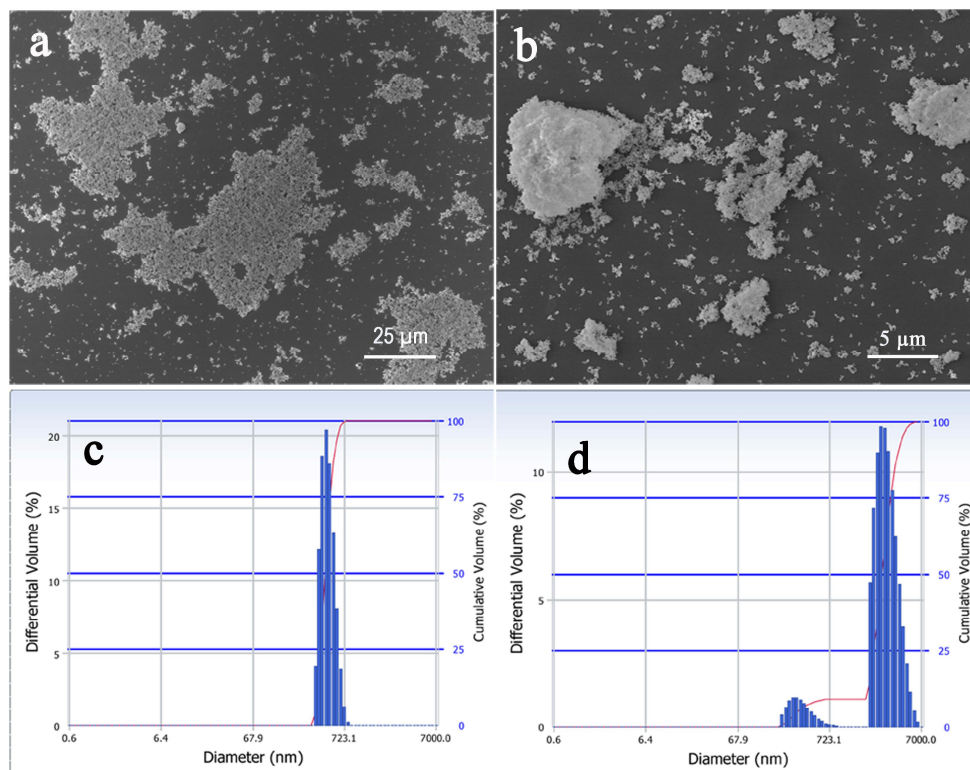 a
25 µm
b
5 µm
c
Differential Volume (%)
20
15
10
5
0
100
75
50
25
0
Cumulative Volume (%)
0.6 6.4 67.9 723.1 7000.0
Diameter (nm)
d
Differential Volume (%)
10
5
0
100
75
50
25
0
Cumulative Volume (%)
0.6 6.4 67.9 723.1 7000.0
Diameter (nm)